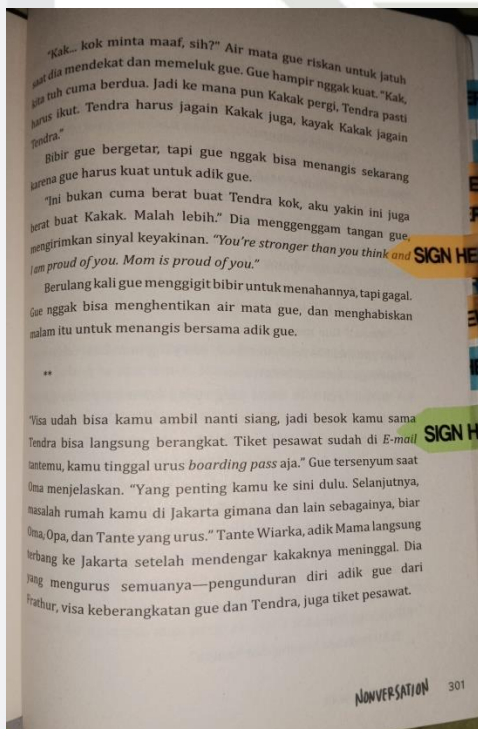 "Kak... kok minta maaf, sih?" Air mata gue riskan untuk jatuh
saat dia mendekat dan memeluk gue. Gue hampir nggak kuat. "Kak,
kita tuh cuma berdua. Jadi ke mana pun Kakak pergi, Tendra pasti
harus ikut. Tendra harus jagain Kakak juga, kayak Kakak jagain
Tendra."
Bibir gue bergetar, tapi gue nggak bisa menangis sekarang
karena gue harus kuat untuk adik gue.
"Ini bukan cuma berat buat Tendra kok, aku yakin ini juga
berat buat Kakak. Malah lebih." Dia menggenggam tangan gue,
mengirimkan sinyal keyakinan. "You're stronger than you think and
I am proud of you. Mom is proud of you."
Berulang kali gue menggigit bibir untuk menahannya, tapi gagal.
Gue nggak bisa menghentikan air mata gue, dan menghabiskan
malam itu untuk menangis bersama adik gue.
**
"Visa udah bisa kamu ambil nanti siang, jadi besok kamu sama
Tendra bisa langsung berangkat. Tiket pesawat sudah di E-mail
tantemu, kamu tinggal urus boarding pass aja." Gue tersenyum saat
Oma menjelaskan. "Yang penting kamu ke sini dulu. Selanjutnya,
masalah rumah kamu di Jakarta gimana dan lain sebagainya, biar
Oma, Opa, dan Tante yang urus." Tante Wiarka, adik Mama langsung
terbang ke Jakarta setelah mendengar kakaknya meninggal. Dia
yang mengurus semuanya—pengunduran diri adik gue dari
Frathur, visa keberangkatan gue dan Tendra, juga tiket pesawat.
NONVERSATION 301
SIGN HE
SIGN H